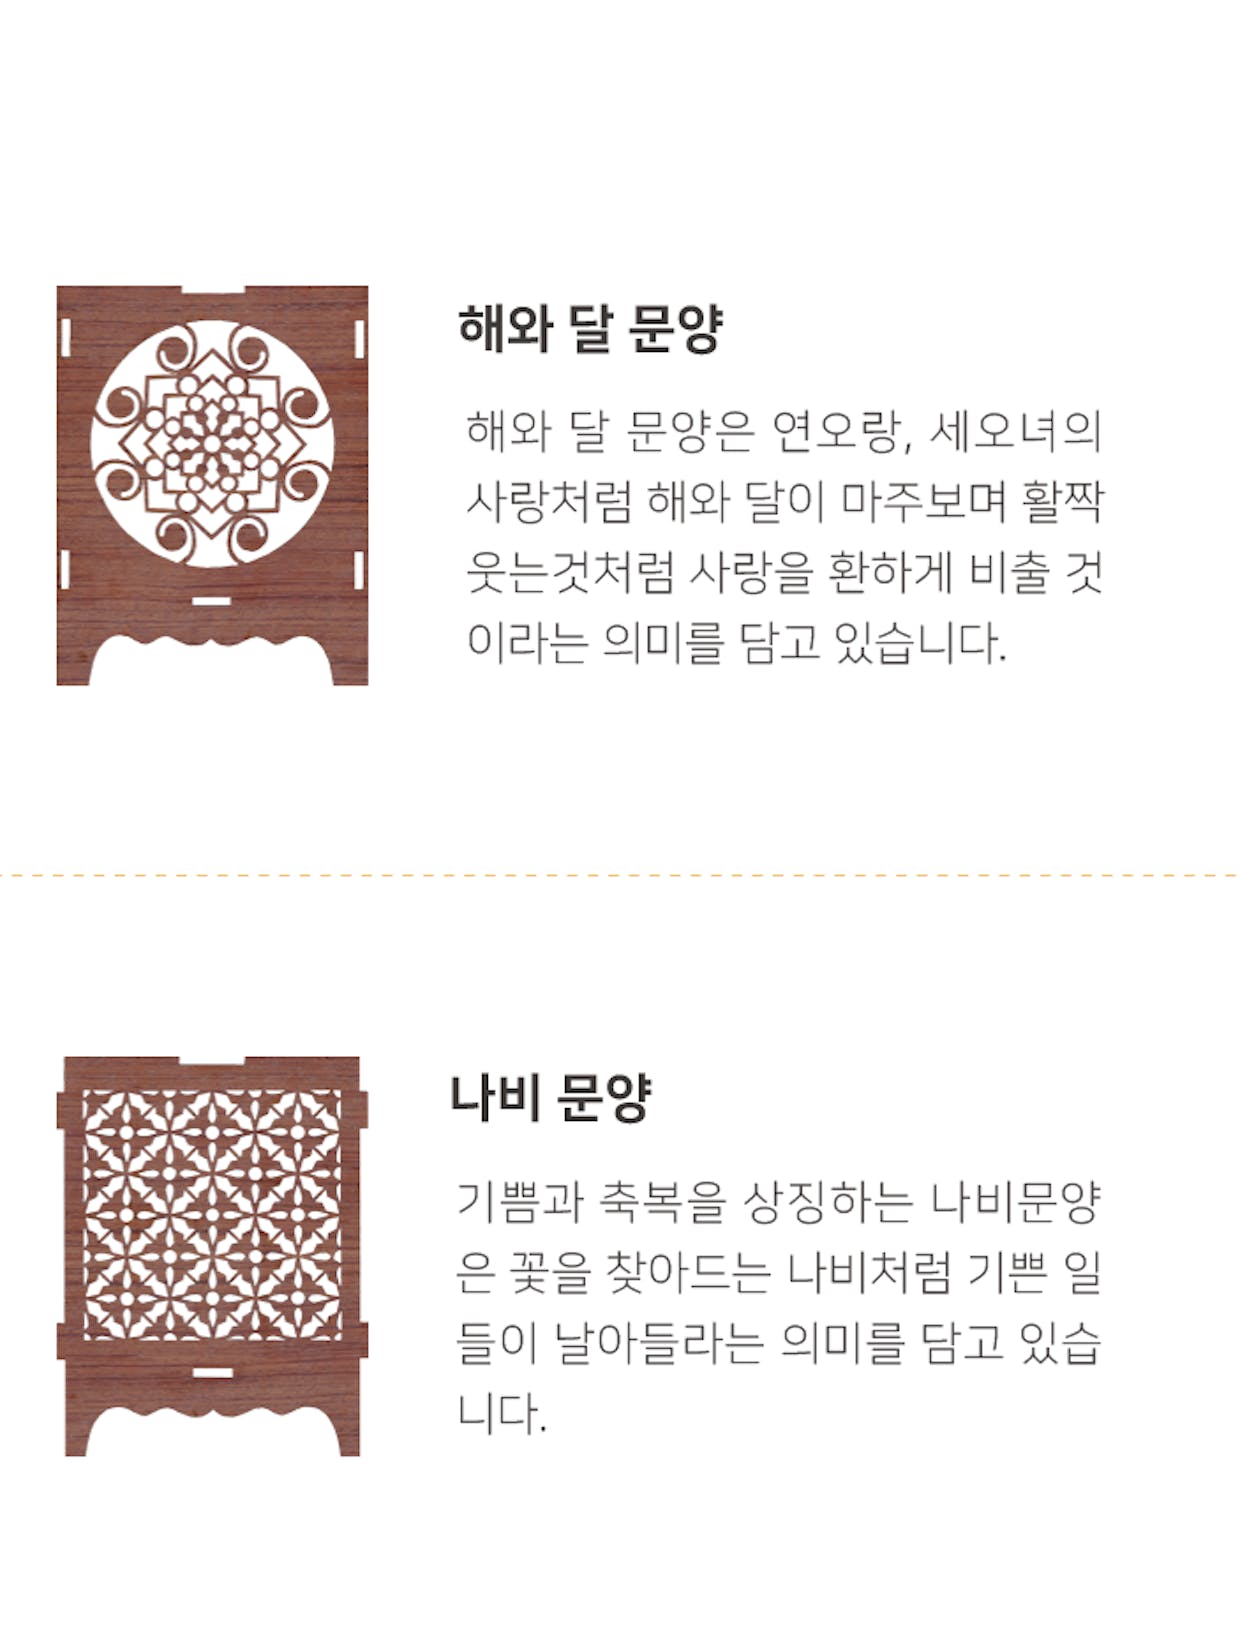 해와 달 문양
해와 달 문양은 연오랑, 세오녀의
사랑처럼 해와 달이 마주보며 활짝
웃는것처럼 사랑을 환하게 비출 것
이라는 의미를 담고 있습니다.
나비 문양
기쁨과 축복을 상징하는 나비문양
은 꽃을 찾아드는 나비처럼 기쁜 일
들이 날아들라는 의미를 담고 있습
니다.